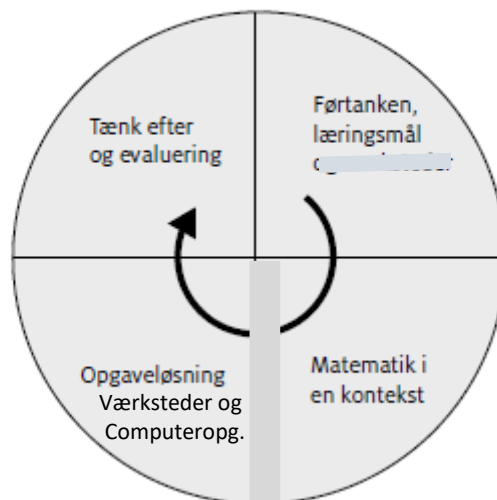 Tænk efter
og evaluering
Førtanken,
læringsmål
Opgaveløsning
Værksteder og
Computeropg.
Matematik i
en kontekst